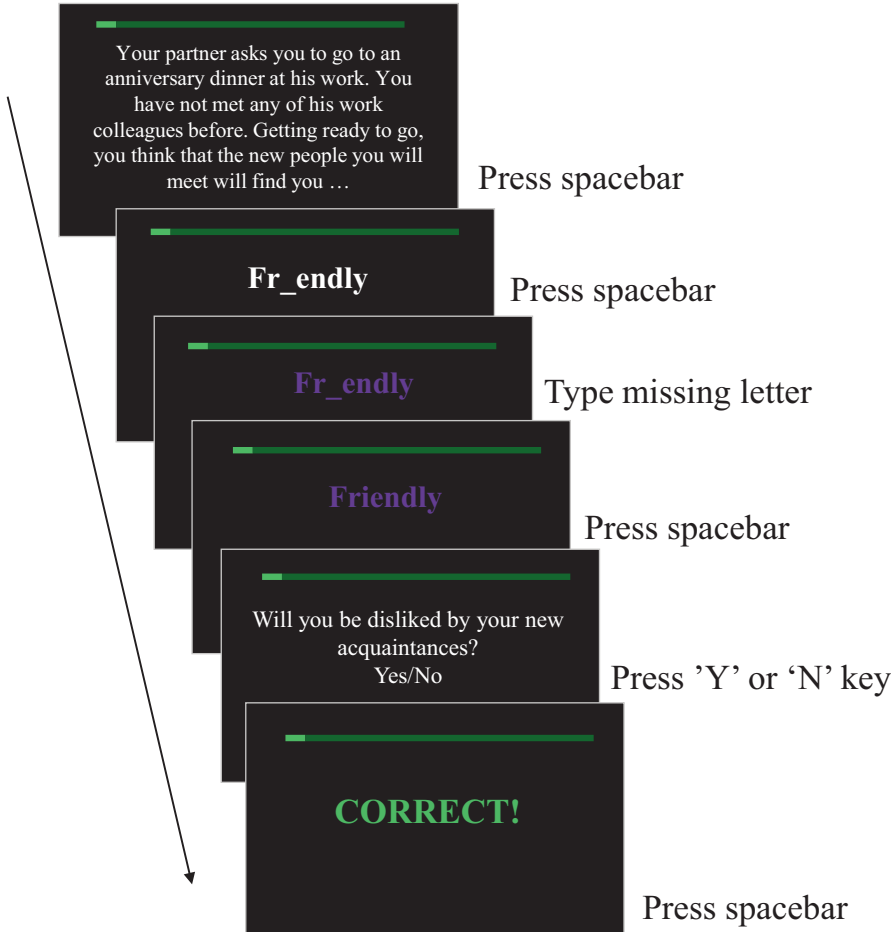 Your partner asks you to go to an
anniversary dinner at his work. You
have not met any of his work
colleagues before. Getting ready to go,
you think that the new people you will
meet will find you …
Press spacebar
Fr_endly
Press spacebar
Fr_endly
Type missing letter
Friendly
Press spacebar
Will you be disliked by your new
acquaintances?
Yes/No
Press ’Y’ or ‘N’ key
CORRECT!
Press spacebar